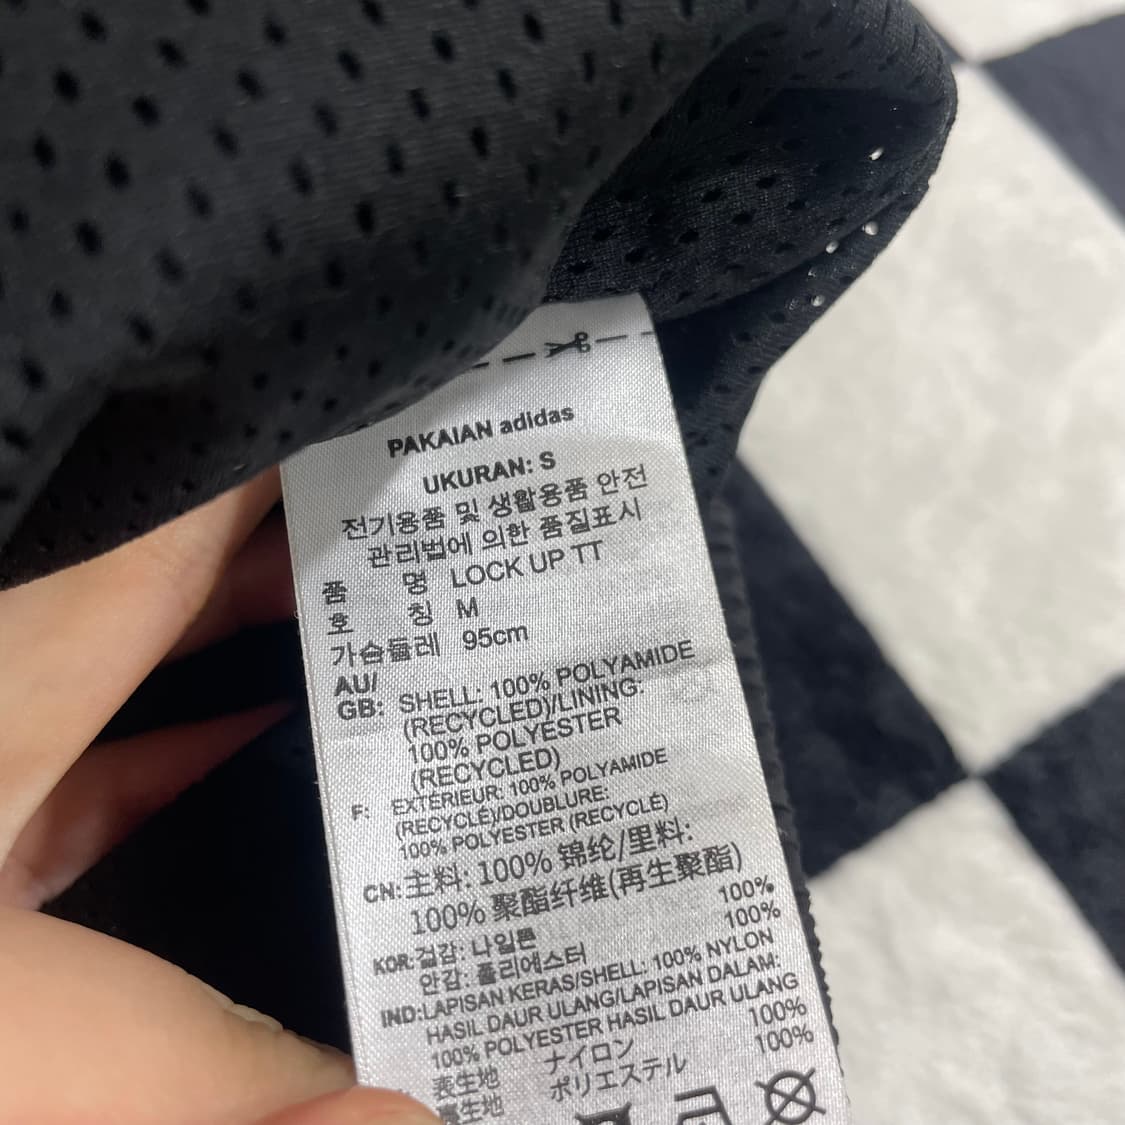 PAKAIAN adidas
UKURAN: S
전기용품 및 생활용품 안전
관리법에 의한 품질표시
품 명 LOCK UP TT
호 칭 M
가슴둘레 95cm
AU/
GB: SHELL: 100% POLYAMIDE
(RECYCLED)/LINING:
100% POLYESTER
(RECYCLED)
F: EXTÉRIEUR: 100% POLYAMIDE
(RECYCLÉ)/DOUBLURE:
100% POLYESTER (RECYCLÉ)
CN: 主料: 100% 锦纶/里料:
100% 聚酯纤维(再生聚酯)
KOR: 겉감: 나일론 100%
안감: 폴리에스터 100%
IND: LAPISAN KERAS/SHELL: 100% NYLON
HASIL DAUR ULANG/LAPISAN DALAM:
100% POLYESTER HASIL DAUR ULANG
表生地 ナイロン 100%
裏生地 ポリエステル 100%